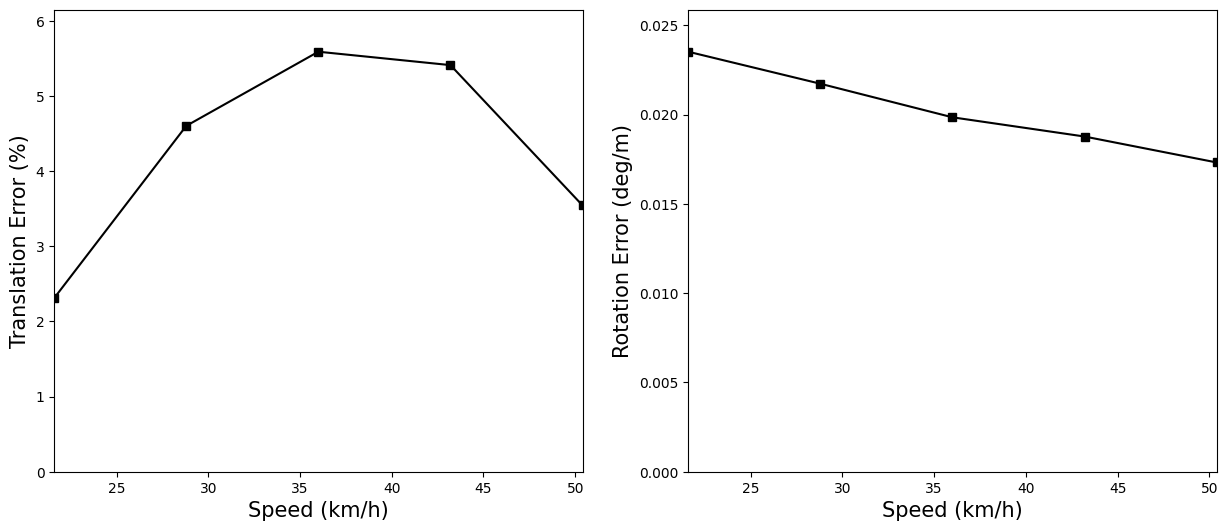 Translation Error (%)
6
5
4
3
2
1
0
25 30 35 40 45 50
Speed (km/h)
Rotation Error (deg/m)
0.025
0.020
0.015
0.010
0.005
0.000
25 30 35 40 45 50
Speed (km/h)